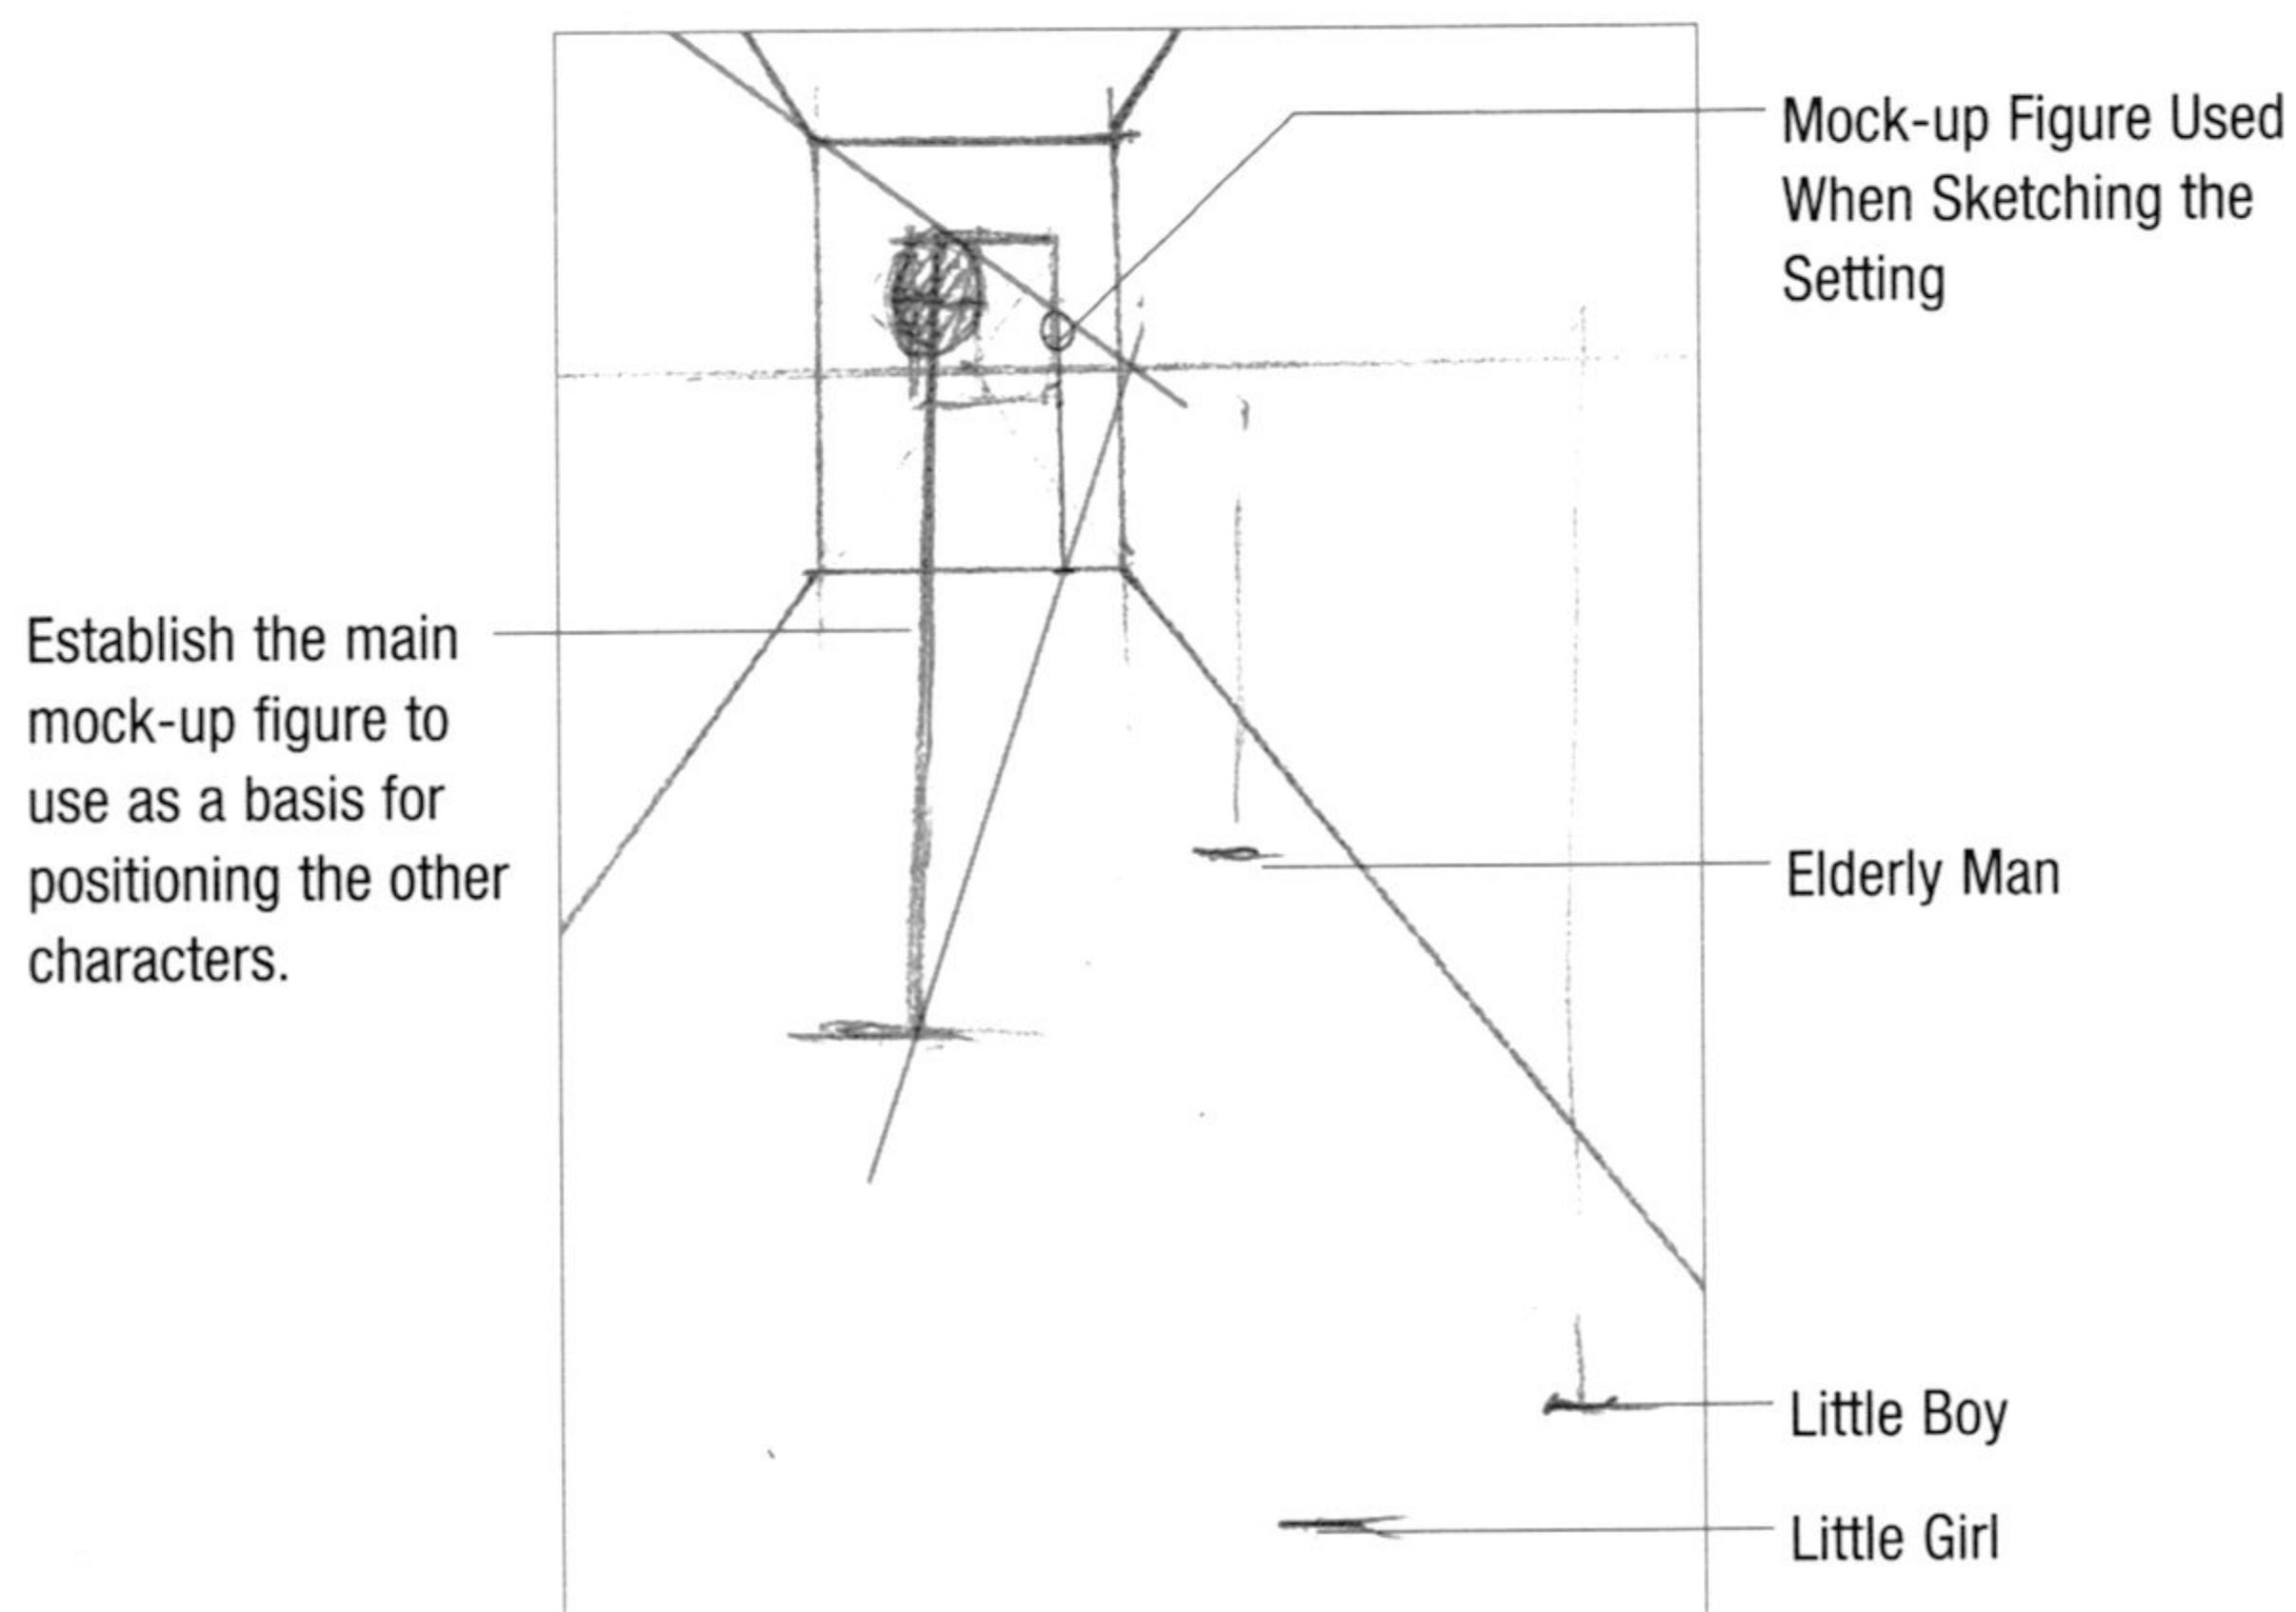 Mock-up Figure Used
When Sketching the
Setting
Establish the main
mock-up figure to
use as a basis for
positioning the other
characters.
Elderly Man
Little Boy
Little Girl